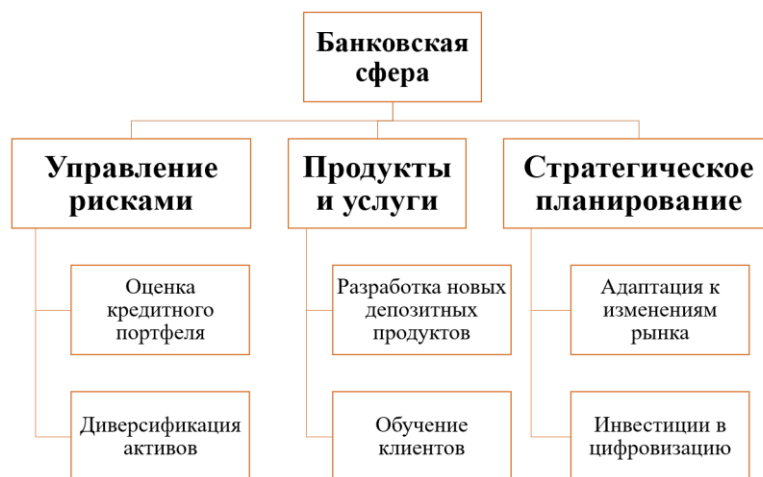 Банковская
сфера
Управление
рисками
Продукты
и услуги
Стратегическое
планирование
Оценка
кредитного
портфеля
Разработка новых
депозитных
продуктов
Адаптация к
изменениям
рынка
Диверсификация
активов
Обучение
клиентов
Инвестиции в
цифровизацию